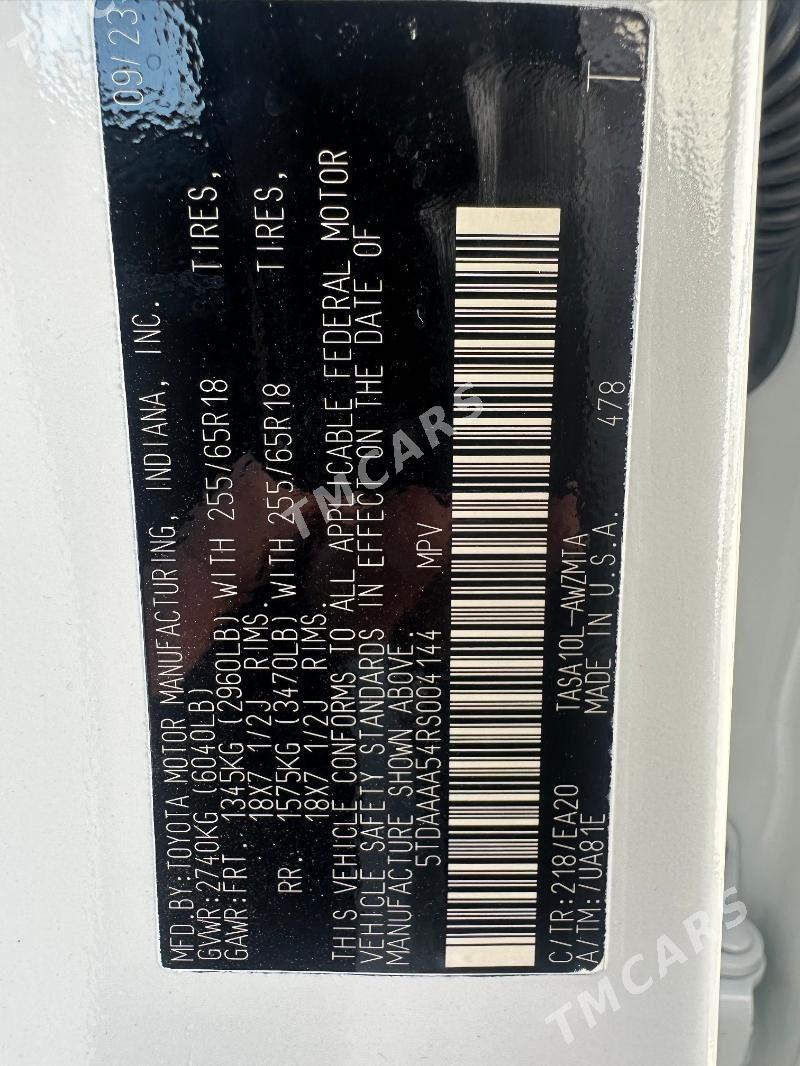 MFD.BY:TOYOTA MOTOR MANUFACTURING, INDIANA, INC. 09/23
GVWR:2740KG (6040LB)
GAWR:FRT. 1345KG (2960LB) WITH 255/65R18 TIRES,
18X7 1/2J RIMS.
RR. 1575KG (3470LB) WITH 255/65R18 TIRES,
18X7 1/2J RIMS.
THIS VEHICLE CONFORMS TO ALL APPLICABLE FEDERAL MOTOR
VEHICLE SAFETY STANDARDS IN EFFECT ON THE DATE OF
MANUFACTURE SHOWN ABOVE.
5TDAAAA54RS004144 MPV
C/TR:218/EA20 TASA10L-AWZMTA
A/TM:/UA81E MADE IN U.S.A. 478 T
TMCARS
TMCARS
TMCARS
TMCARS